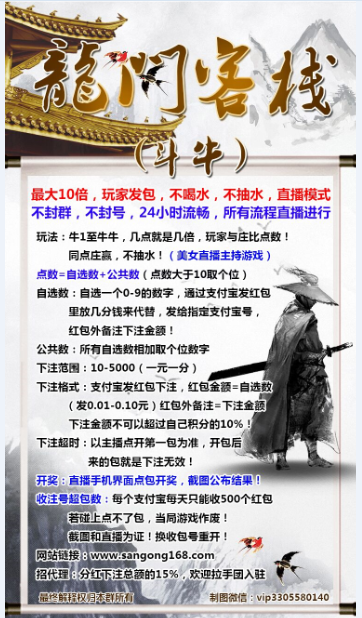 龍門客栈
(斗牛)
最大10倍，玩家发包，不喝水，不抽水，直播模式
不封群，不封号，24小时流畅，所有流程直播进行
玩法：牛1至牛牛，几点就是几倍，玩家与庄比点数！
同点庄赢，不抽水！（美女直播主持游戏）
点数=自选数+公共数（点数大于10取个位）
自选数：自选一个0-9的数字，通过支付宝发红包
里放几分钱来代替，发给指定支付宝号，
红包外备注下注金额！
公共数：所有自选数相加取个位数字
下注范围：10-5000（一元一分）
下注格式：支付宝发红包下注，红包金额=自选数
（发0.01-0.10元）红包外备注=下注金额
下注金额不可以超过自己积分的10%！
下注超时：以主播点开第一包为准，开包后
来的包就是下注无效！
开奖：直播手机界面点包开奖，截图公布结果！
收注号超包数：每个支付宝每天只能收500个红包
若碰上点不了包，当局游戏作废！
截图和直播为证！换收包号重开！
网站链接：www.sangong168.com
招代理：分红下注总额的15%，欢迎拉手团入驻
最终解释权归本群所有
制图微信：vip3305580140